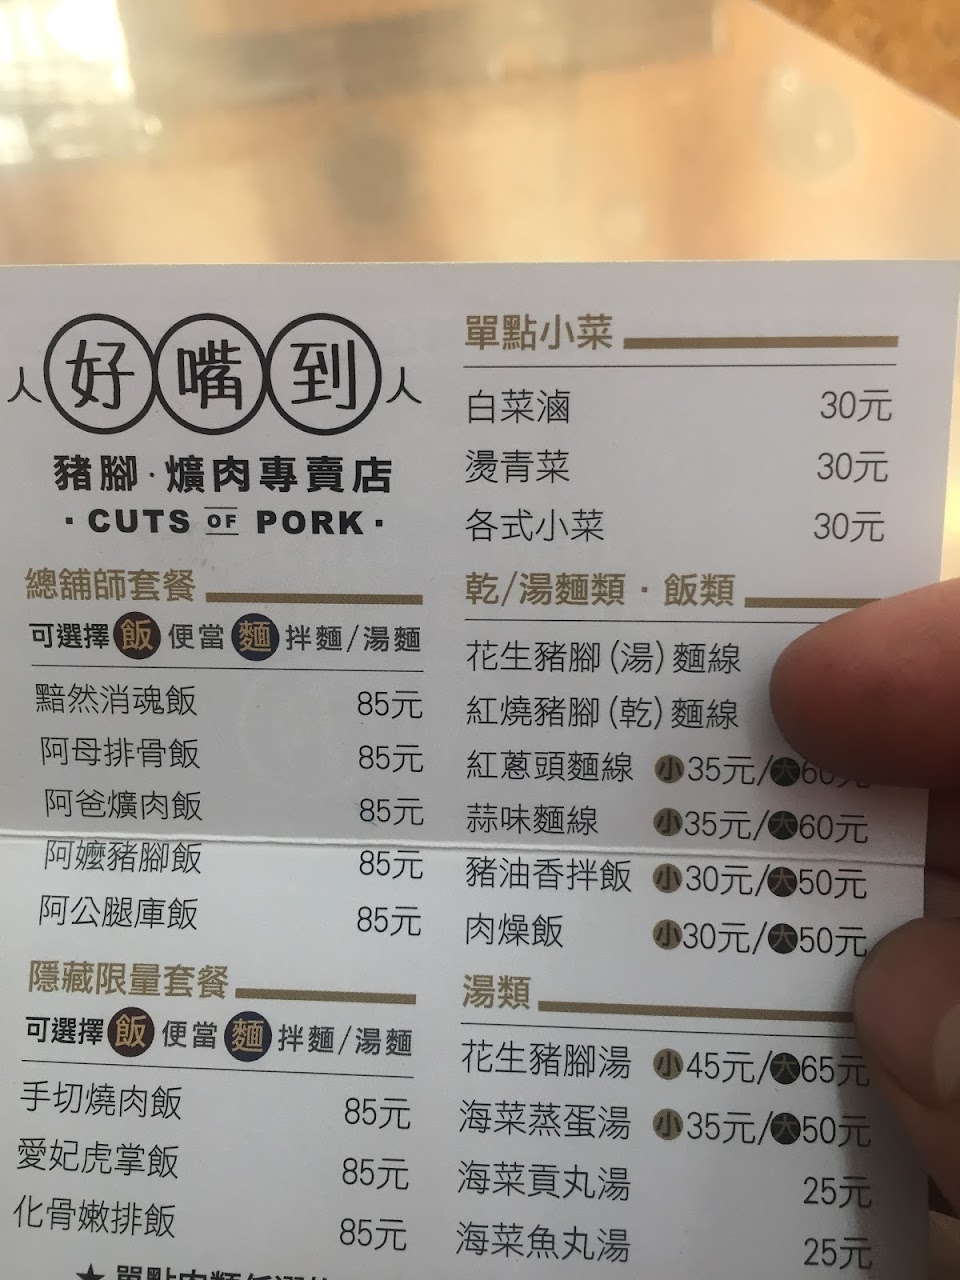 人好嘴到人
豬腳·爌肉專賣店
·CUTS OF PORK·
總舖師套餐
可選擇 飯 便當 麵 拌麵/湯麵
黯然消魂飯 85元
阿母排骨飯 85元
阿爸爌肉飯 85元
阿嬤豬腳飯 85元
阿公腿庫飯 85元
隱藏限量套餐
可選擇 飯 便當 麵 拌麵/湯麵
手切燒肉飯 85元
愛妃虎掌飯 85元
化骨嫩排飯 85元
★單點肉類
單點小菜
白菜滷 30元
燙青菜 30元
各式小菜 30元
乾/湯麵類·飯類
花生豬腳(湯)麵線
紅燒豬腳(乾)麵線
紅蔥頭麵線 小35元/大60元
蒜味麵線 小35元/大60元
豬油香拌飯 小30元/大50元
肉燥飯 小30元/大50元
湯類
花生豬腳湯 小45元/大65元
海菜蒸蛋湯 小35元/大50元
海菜貢丸湯 25元
海菜魚丸湯 25元